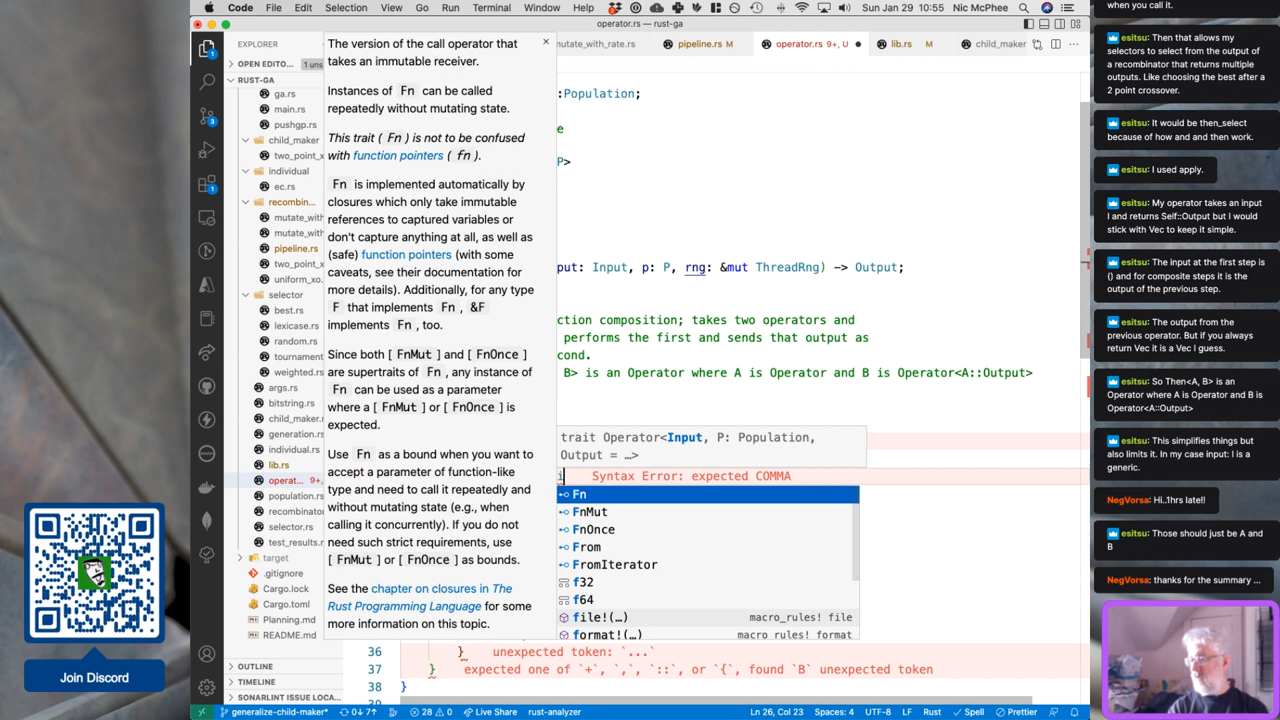 Code File Edit Selection View Go Run Terminal Window Help Sun Jan 29 10:55 Nic McPhee
operator.rs — rust-ga
EXPLORER
OPEN EDITO... 1 uns
RUST-GA
ga.rs
main.rs
pushgp.rs
child_maker
two_point_x
individual
ec.rs
recombin...
mutate_with
mutate_with
pipeline.rs
two_point_x
uniform_xo.
selector
best.rs
lexicase.rs
random.rs
tournament
weighted.rs
args.rs
bitstring.rs
child_maker.r
generation.rs
individual.rs
lib.rs
operat... 9+,
population.rs
recombinator
selector.rs
test_results.r
target
.gitignore
Cargo.lock
Cargo.toml
Planning.md
README.md
OUTLINE
TIMELINE
SONARLINT ISSUE LOCA...
The version of the call operator that
takes an immutable receiver.
Instances of Fn can be called
repeatedly without mutating state.
This trait ( Fn ) is not to be confused
with function pointers ( fn ).
Fn is implemented automatically by
closures which only take immutable
references to captured variables or
don't capture anything at all, as well as
(safe) function pointers (with some
caveats, see their documentation for
more details). Additionally, for any type
F that implements Fn , &F
implements Fn , too.
Since both [ FnMut ] and [ FnOnce ]
are supertraits of Fn , any instance of
Fn can be used as a parameter
where a [ FnMut ] or [ FnOnce ] is
expected.
Use Fn as a bound when you want to
accept a parameter of function-like
type and need to call it repeatedly and
without mutating state (e.g., when
calling it concurrently). If you do not
need such strict requirements, use
[ FnMut ] or [ FnOnce ] as bounds.
See the chapter on closures in The
Rust Programming Language for some
more information on this topic.
mutate_with_rate.rs pipeline.rs M operator.rs 9+, U lib.rs M child_maker
:Population;
e
P>
put: Input, p: P, rng: &mut ThreadRng) -> Output;
ction composition; takes two operators and
performs the first and sends that output as
cond.
B> is an Operator where A is Operator and B is Operator<A::Output>
trait Operator<Input, P: Population,
Output = …>
i Syntax Error: expected COMMA
Fn
FnMut
FnOnce
From
FromIterator
f32
f64
file!(…) macro_rules! file
format!(…) macro rules! format
36 } unexpected token: `...`
37 } expected one of `+`, `,`, `::`, or `{`, found `B` unexpected token
38 }
generalize-child-maker* 0↓ 7↑ 28 0 Live Share rust-analyzer Ln 26, Col 23 Spaces: 4 UTF-8 LF Rust Spell Prettier
when you call it.
esitsu: Then that allows my
selectors to select from the output of
a recombinator that returns multiple
outputs. Like choosing the best after a
2 point crossover.
esitsu: It would be then_select
because of how and and then work.
esitsu: I used apply.
esitsu: My operator takes an input
I and returns Self::Output but I would
stick with Vec to keep it simple.
esitsu: The input at the first step is
() and for composite steps it is the
output of the previous step.
esitsu: The output from the
previous operator. But if you always
return Vec it is a Vec I guess.
esitsu: So Then<A, B> is an
Operator where A is Operator and B is
Operator<A::Output>
esitsu: This simplifies things but
also limits it. In my case input: I is a
generic.
NegVorsa: Hi..1hrs late!!
esitsu: Those should just be A and
B
NegVorsa: thanks for the summary ...
Join Discord